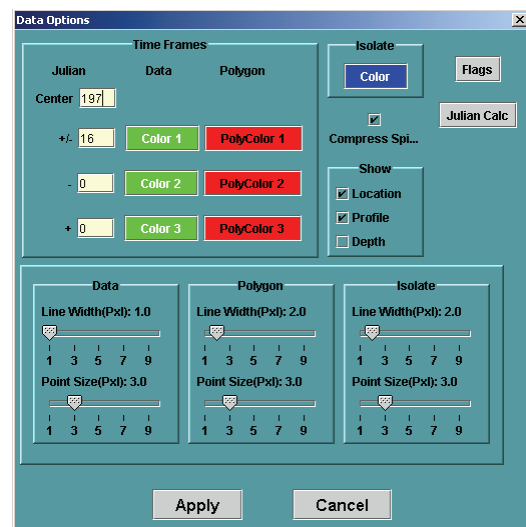 Data Options
Time Frames
Julian Data Polygon
Center 197
+/- 16 Color 1 PolyColor 1
- 0 Color 2 PolyColor 2
+ 0 Color 3 PolyColor 3
Isolate
Color
Compress Spi...
Show
Location
Profile
Depth
Flags
Julian Calc
Data
Line Width(Pxl): 1.0
1 3 5 7 9
Point Size(Pxl): 3.0
1 3 5 7 9
Polygon
Line Width(Pxl): 2.0
1 3 5 7 9
Point Size(Pxl): 3.0
1 3 5 7 9
Isolate
Line Width(Pxl): 2.0
1 3 5 7 9
Point Size(Pxl): 3.0
1 3 5 7 9
Apply Cancel